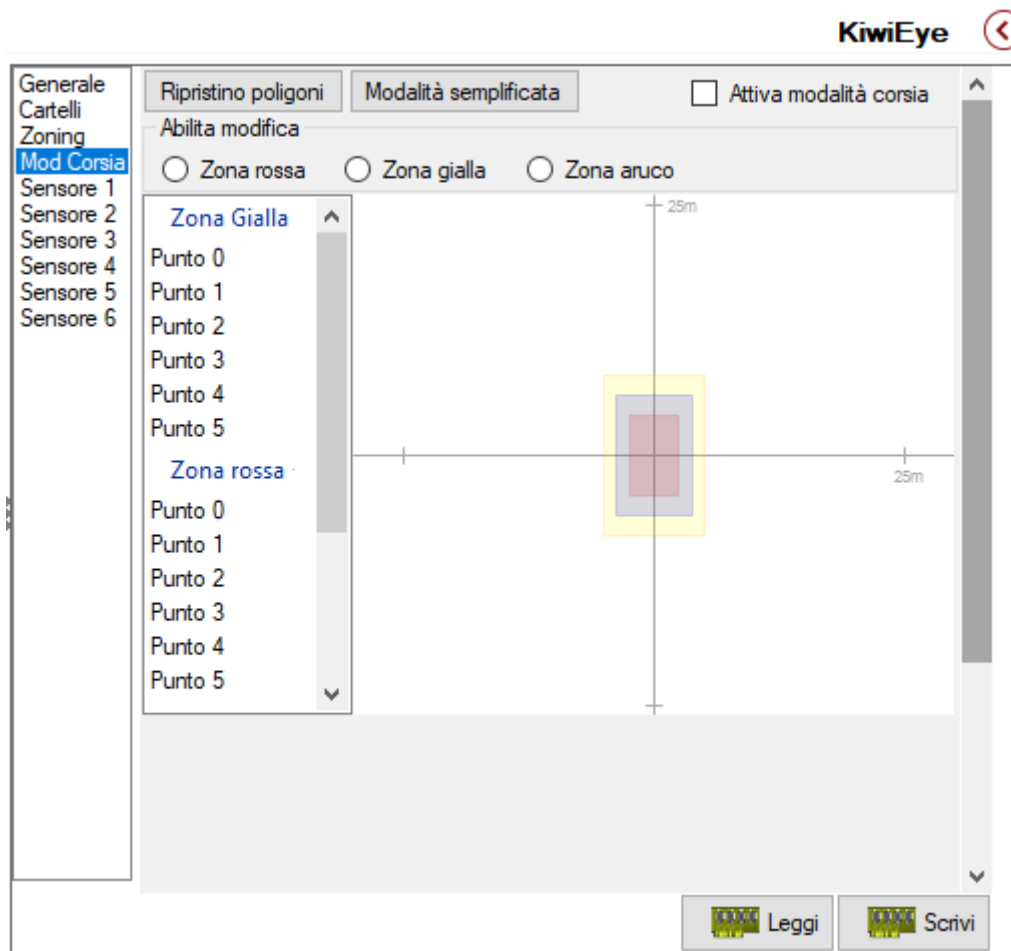 KiwiEye
Generale
Cartelli
Zoning
Mod Corsia
Sensore 1
Sensore 2
Sensore 3
Sensore 4
Sensore 5
Sensore 6
Ripristino poligoni
Modalità semplificata
Attiva modalità corsia
Abilita modifica
Zona rossa
Zona gialla
Zona aruco
Zona Gialla
Punto 0
Punto 1
Punto 2
Punto 3
Punto 4
Punto 5
Zona rossa
Punto 0
Punto 1
Punto 2
Punto 3
Punto 4
Punto 5
25m
25m
Leggi
Scrivi